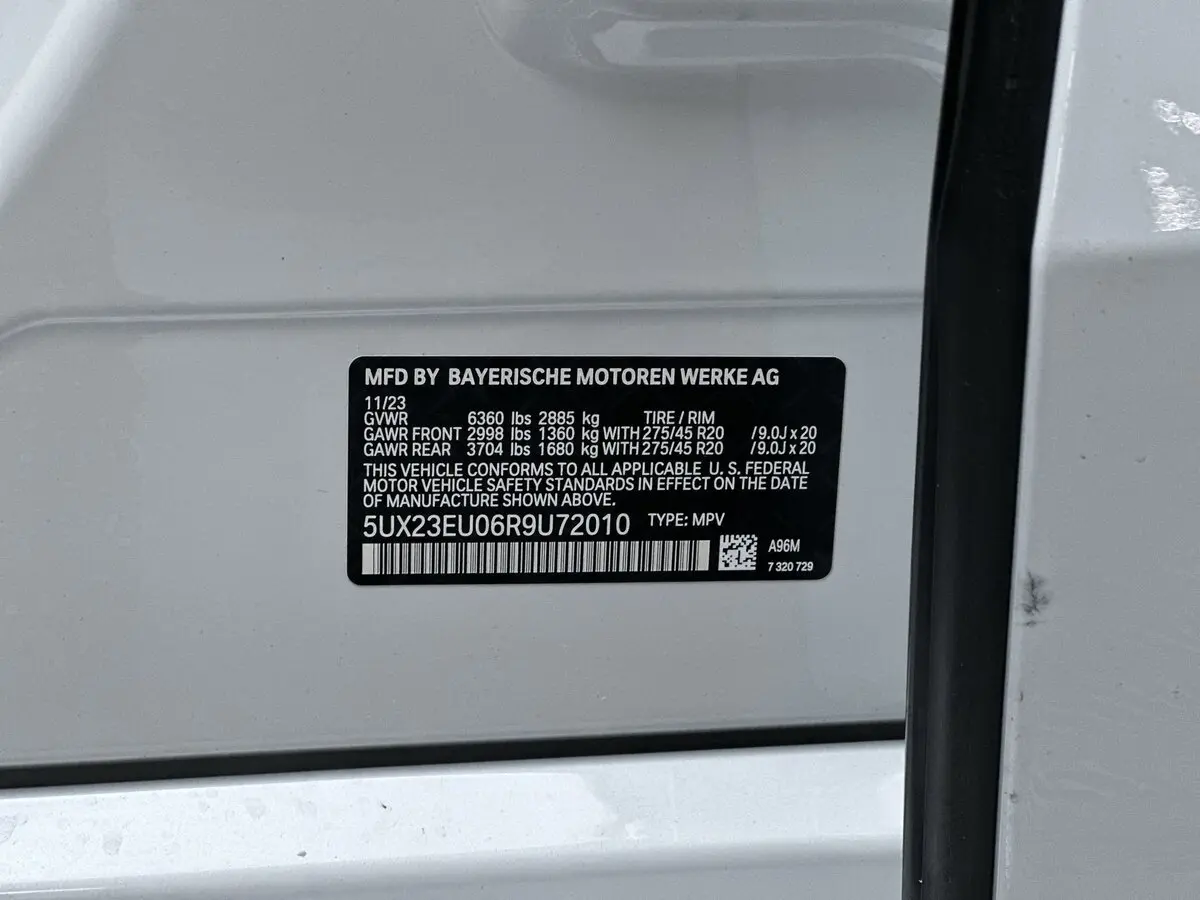 MFD BY BAYERISCHE MOTOREN WERKE AG
11/23
GVWR 6360 lbs 2885 kg TIRE / RIM
GAWR FRONT 2998 lbs 1360 kg WITH 275/45 R20 /9.0J x 20
GAWR REAR 3704 lbs 1680 kg WITH 275/45 R20 /9.0J x 20
THIS VEHICLE CONFORMS TO ALL APPLICABLE U. S. FEDERAL
MOTOR VEHICLE SAFETY STANDARDS IN EFFECT ON THE DATE
OF MANUFACTURE SHOWN ABOVE.
5UX23EU06R9U72010 TYPE: MPV
A96M
7 320 729